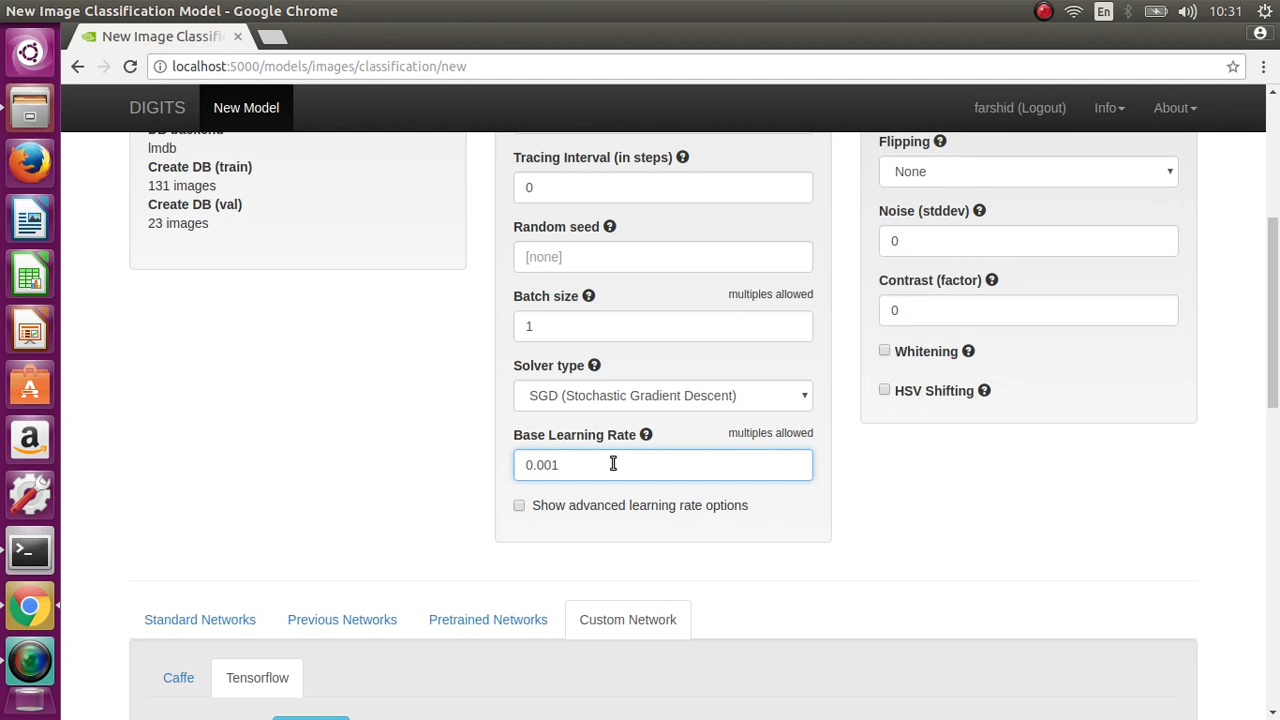 New Image Classification Model - Google Chrome
En
10:31
New Image Classifi
localhost:5000/models/images/classification/new
DIGITS
New Model
farshid (Logout)
Info
About
DB backend
lmdb
Create DB (train)
131 images
Create DB (val)
23 images
Tracing Interval (in steps)
0
Random seed
[none]
Batch size
multiples allowed
1
Solver type
SGD (Stochastic Gradient Descent)
Base Learning Rate
multiples allowed
0.001
Show advanced learning rate options
Flipping
None
Noise (stddev)
0
Contrast (factor)
0
Whitening
HSV Shifting
Standard Networks
Previous Networks
Pretrained Networks
Custom Network
Caffe
Tensorflow